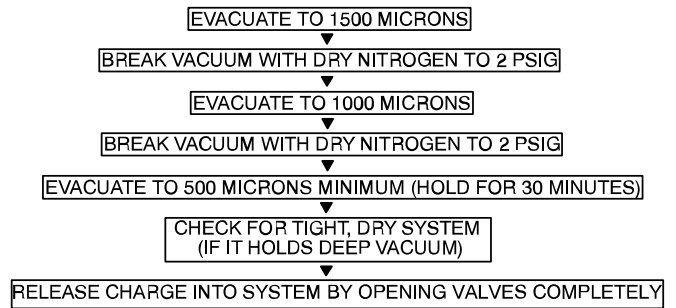 EVACUATE TO 1500 MICRONS
BREAK VACUUM WITH DRY NITROGEN TO 2 PSIG
EVACUATE TO 1000 MICRONS
BREAK VACUUM WITH DRY NITROGEN TO 2 PSIG
EVACUATE TO 500 MICRONS MINIMUM (HOLD FOR 30 MINUTES)
CHECK FOR TIGHT, DRY SYSTEM
(IF IT HOLDS DEEP VACUUM)
RELEASE CHARGE INTO SYSTEM BY OPENING VALVES COMPLETELY